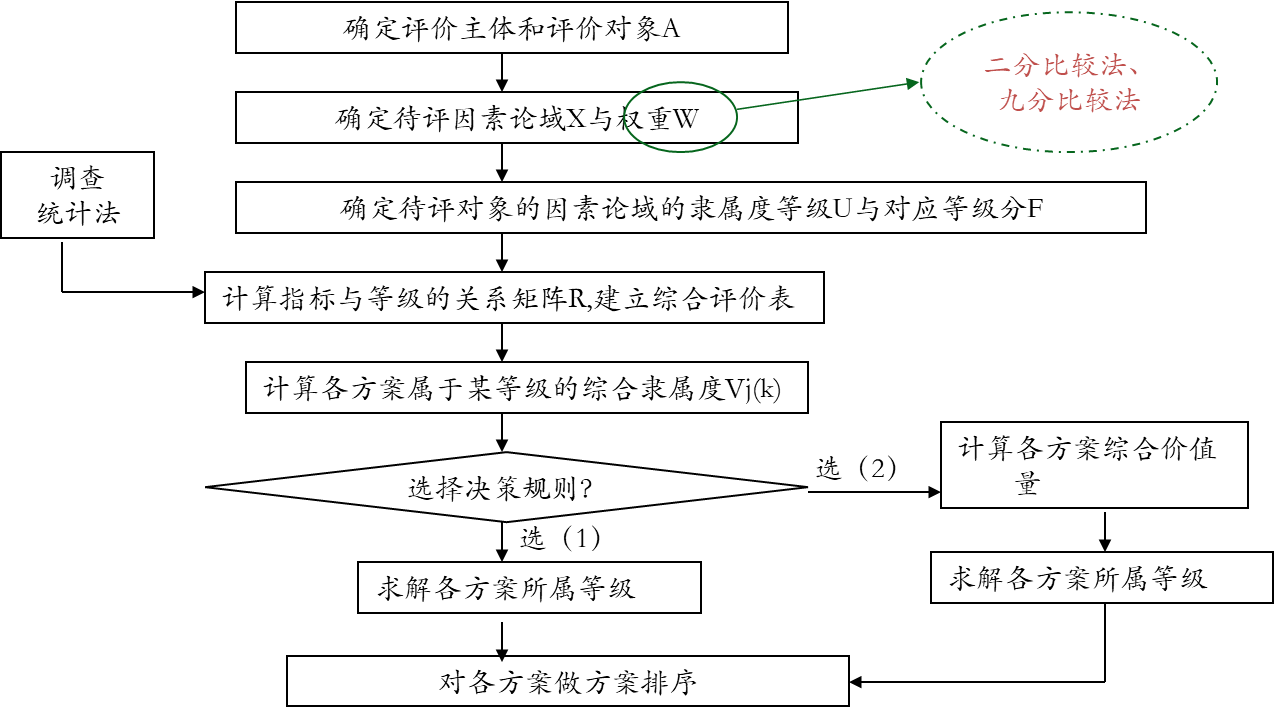 确定评价主体和评价对象A
二分比较法、
九分比较法
确定待评因素论域X与权重W
调查
统计法
确定待评对象的因素论域的隶属度等级U与对应等级分F
计算指标与等级的关系矩阵R,建立综合评价表
计算各方案属于某等级的综合隶属度Vj(k)
选择决策规则?
选（2）
计算各方案综合价值
量
选（1）
求解各方案所属等级
求解各方案所属等级
对各方案做方案排序